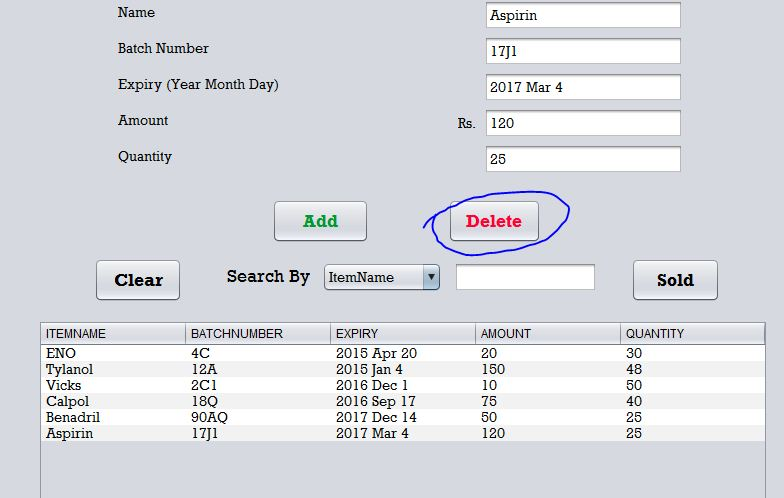 Name Aspirin
Batch Number 17J1
Expiry (Year Month Day) 2017 Mar 4
Amount Rs. 120
Quantity 25
Add Delete
Clear Search By ItemName Sold
ITEMNAME BATCHNUMBER EXPIRY AMOUNT QUANTITY
ENO 4C 2015 Apr 20 20 30
Tylanol 12A 2015 Jan 4 150 48
Vicks 2C1 2016 Dec 1 10 50
Calpol 18Q 2016 Sep 17 75 40
Benadril 90AQ 2017 Dec 14 50 25
Aspirin 17J1 2017 Mar 4 120 25